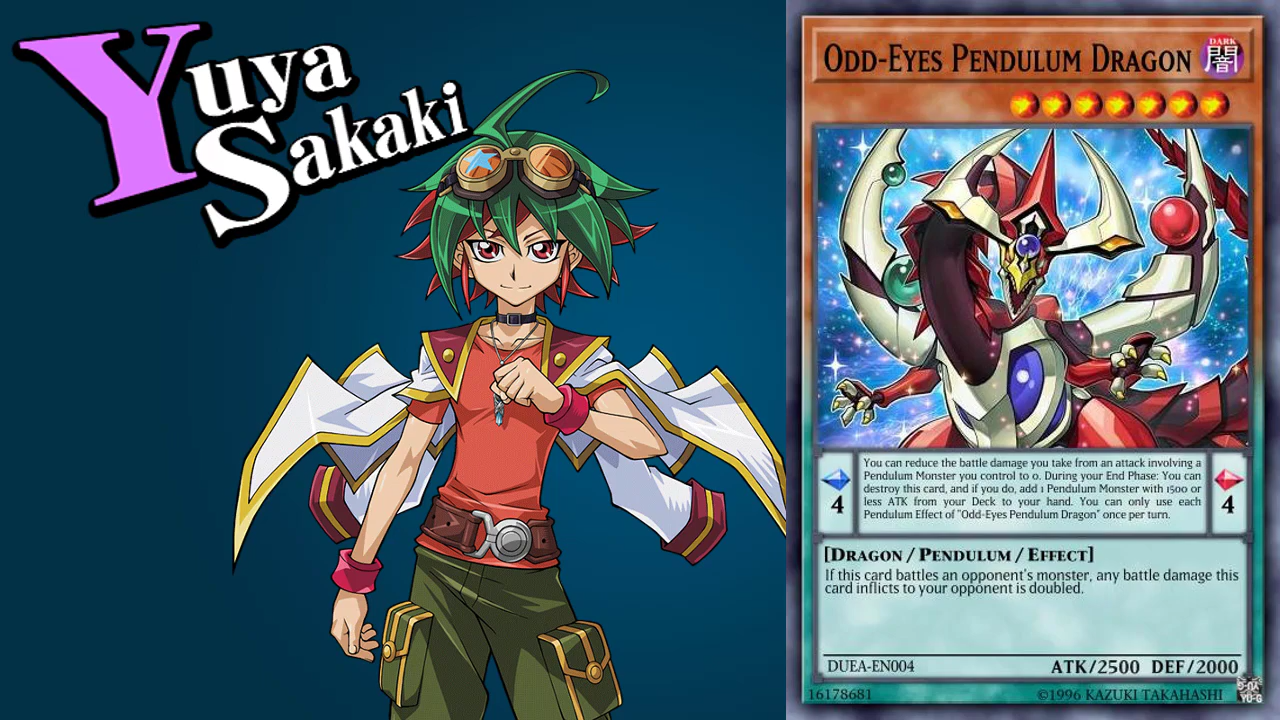 Yuya
Sakaki
ODD-EYES PENDULUM DRAGON
DARK
闇
You can reduce the battle damage you take from an attack involving a
Pendulum Monster you control to 0. During your End Phase: You can
destroy this card, and if you do, add 1 Pendulum Monster with 1500 or
less ATK from your Deck to your hand. You can only use each
Pendulum Effect of "Odd-Eyes Pendulum Dragon" once per turn.
4
4
[DRAGON / PENDULUM / EFFECT]
If this card battles an opponent's monster, any battle damage this
card inflicts to your opponent is doubled.
DUEA-EN004
ATK/2500 DEF/2000
16178681
©1996 KAZUKI TAKAHASHI